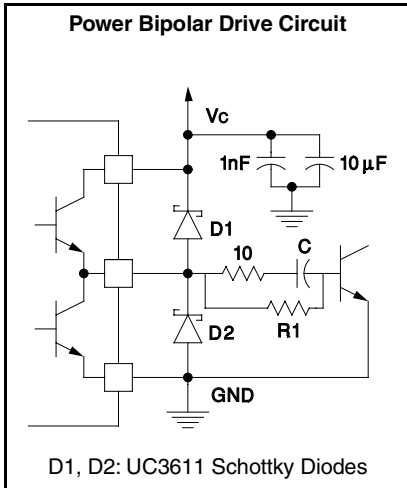 Power Bipolar Drive Circuit
Vc
1nF
10 µF
D1
10
C
R1
D2
GND
D1, D2: UC3611 Schottky Diodes